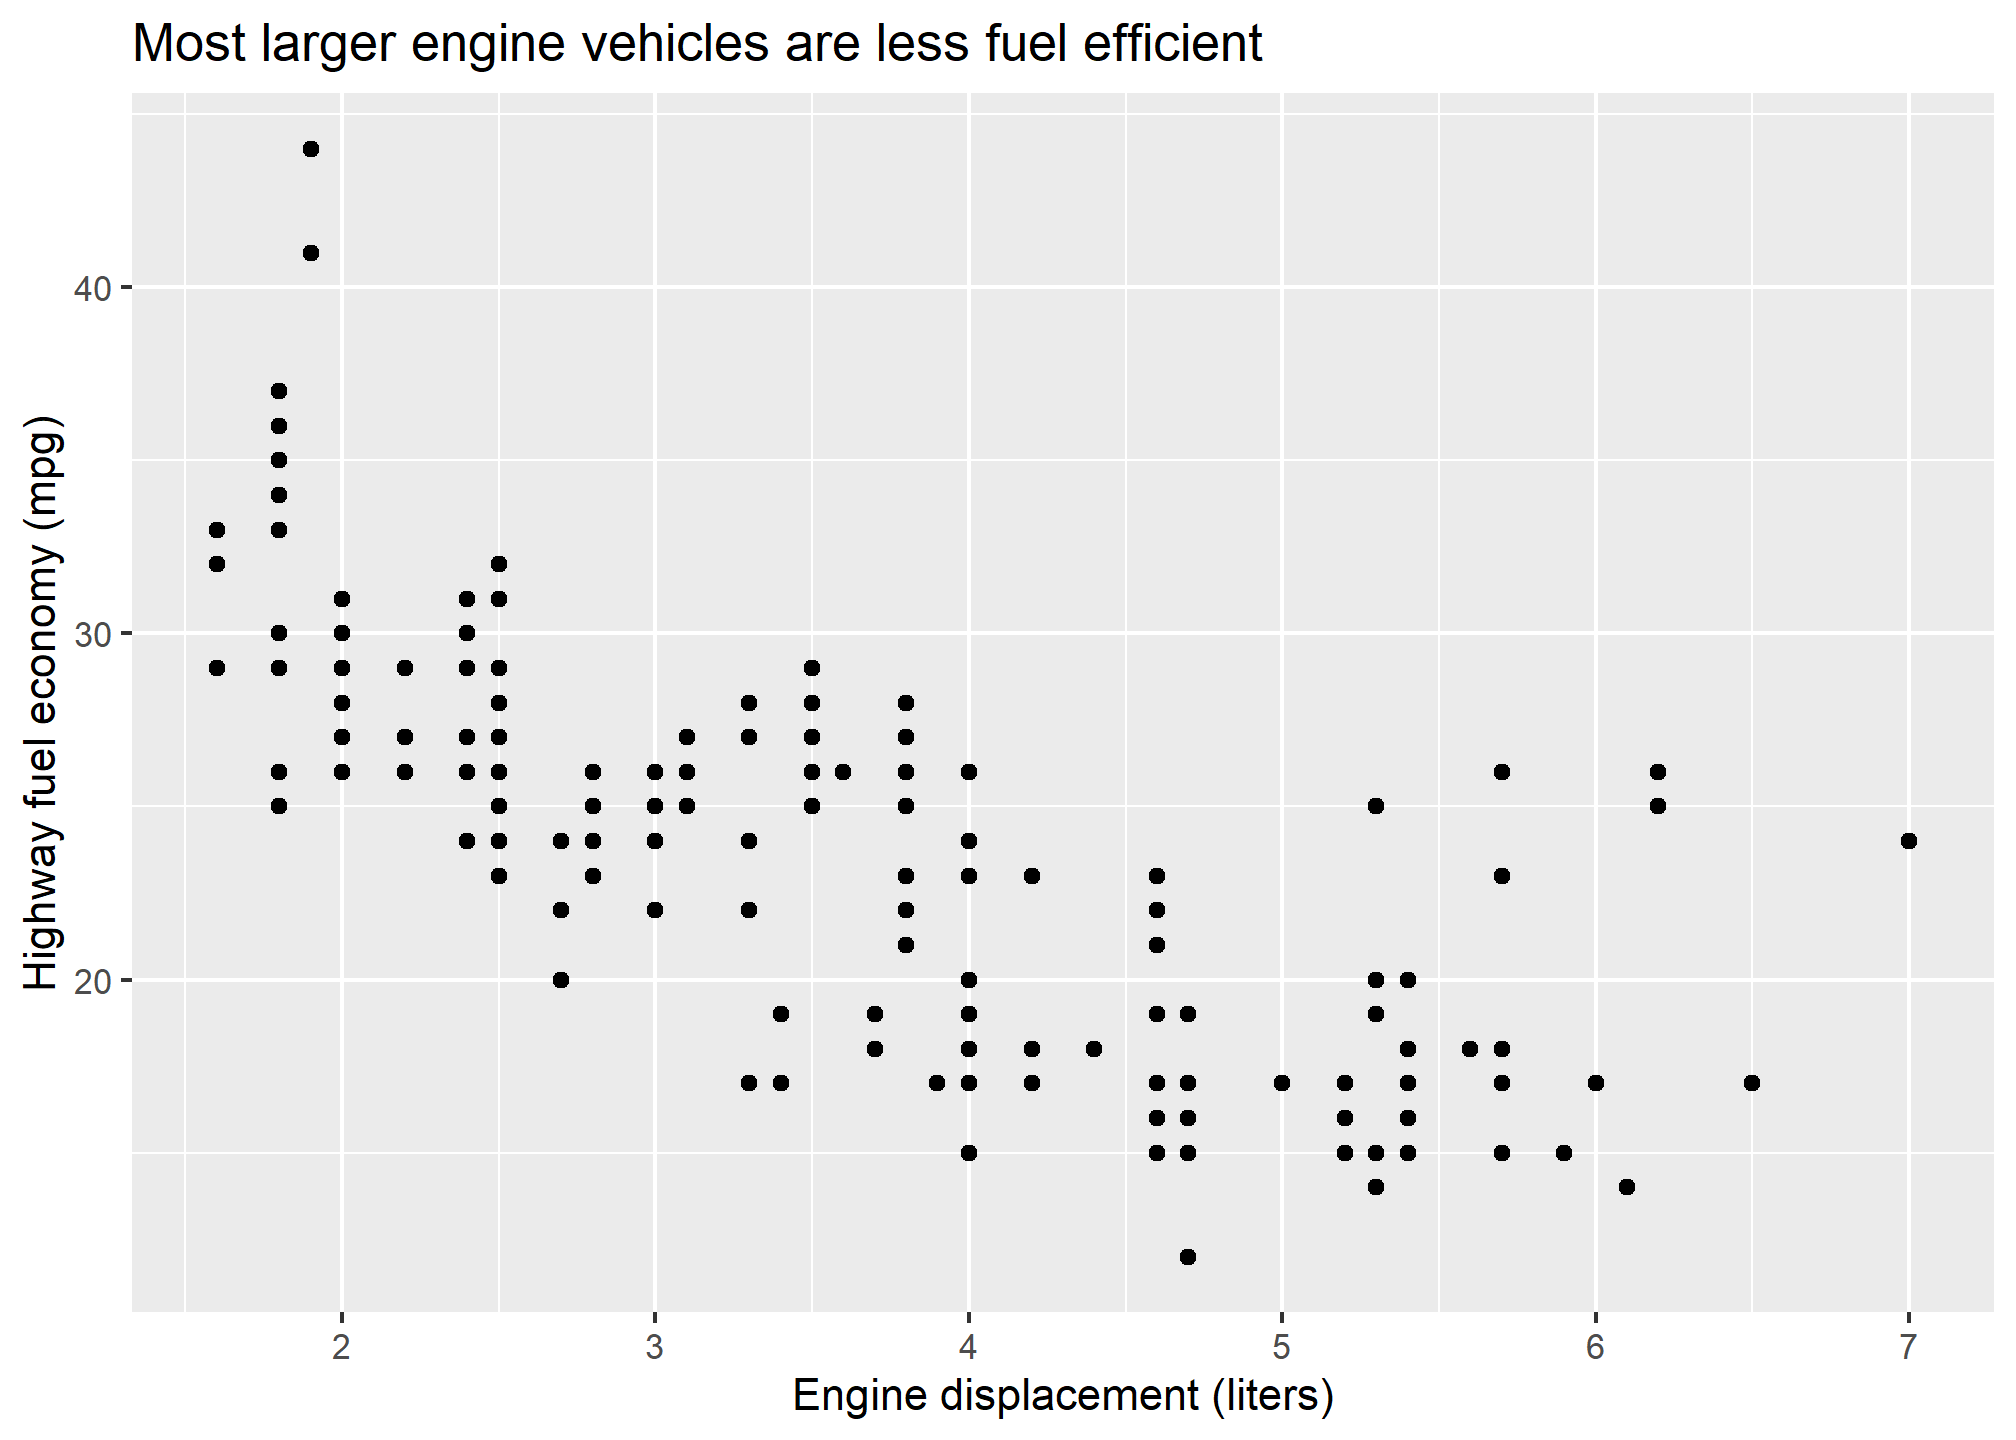 Most larger engine vehicles are less fuel efficient
Highway fuel economy (mpg)
40
30
20
2 3 4 5 6 7
Engine displacement (liters)